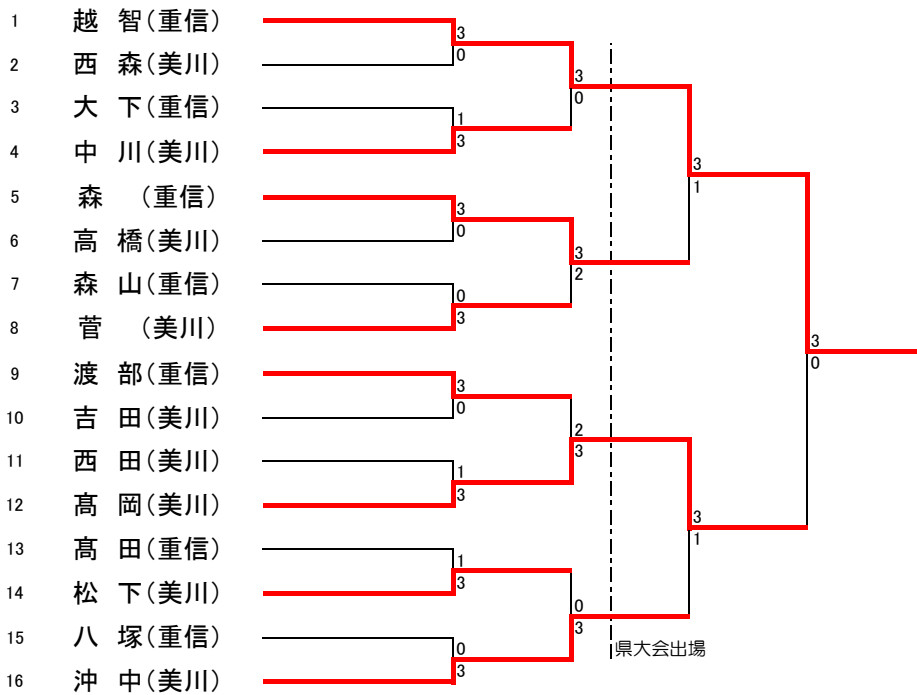 1 越 智(重信)
3
2 西 森(美川)
0
3
0
3 大 下(重信)
1
4 中 川(美川)
3
3
1
5 森 (重信)
3
6 高 橋(美川)
0
3
2
7 森 山(重信)
0
8 菅 (美川)
3
3
0
9 渡 部(重信)
3
10 吉 田(美川)
0
2
3
11 西 田(美川)
1
12 髙 岡(美川)
3
3
1
13 髙 田(重信)
1
14 松 下(美川)
3
0
3
15 八 塚(重信)
0
16 沖 中(美川)
3
県大会出場